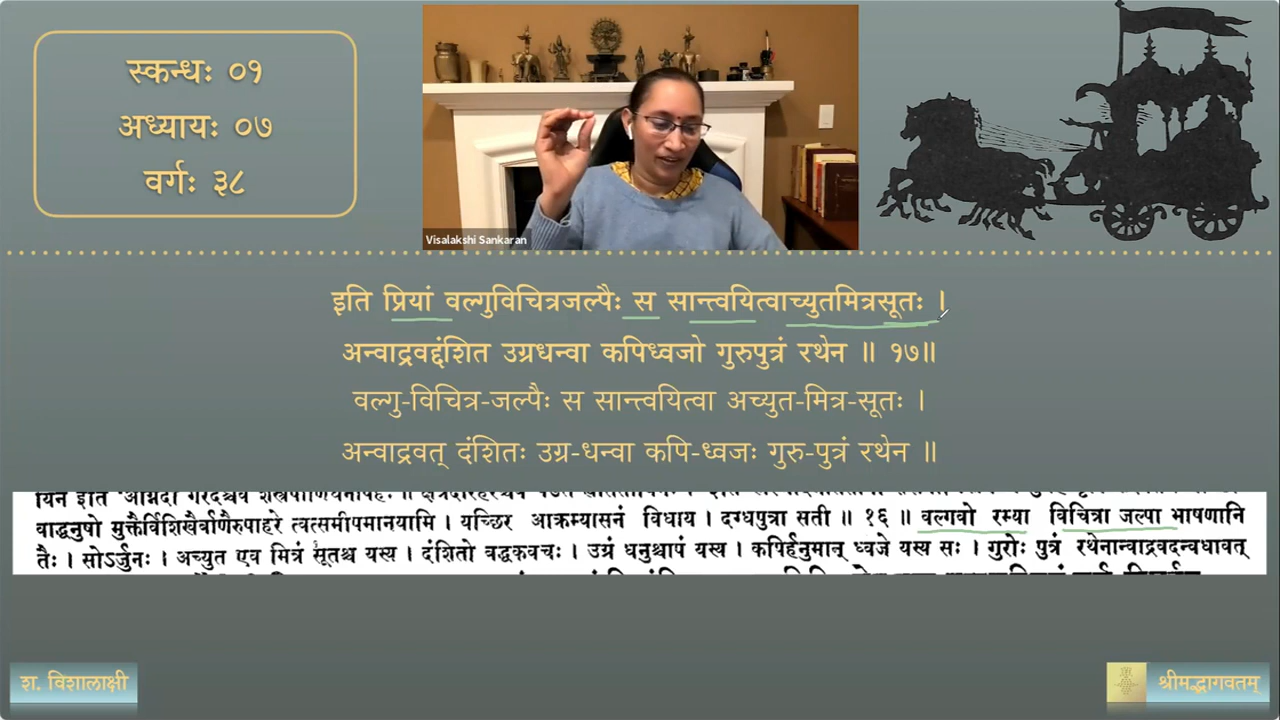 स्कन्धः ०१
अध्यायः ०७
वर्गः ३८
Visalakshi Sankaran
इति प्रियां वल्गुविचित्रजल्पैः स सान्त्वयित्वाच्युतमित्रसूतः ।
अन्वाद्रवद्दंशित उग्रधन्वा कपिध्वजो गुरुपुत्रं रथेन ॥ १७॥
वल्गु-विचित्र-जल्पैः स सान्त्वयित्वा अच्युत-मित्र-सूतः ।
अन्वाद्रवत् दंशितः उग्र-धन्वा कपि-ध्वजः गुरु-पुत्रं रथेन ॥
वाद्धनुषो मुक्तैर्विशिखैर्बाणैरुपाहरे त्वत्समीपमानयामि । यच्छिर आक्रम्यासनं विधाय । दग्धपुत्रा सती ॥ १६ ॥ वल्गवो रम्या विचित्रा जल्पा भाषणानि
तैः । सोऽर्जुनः । अच्युत एव मित्रं सूतश्च यस्य । दंशितो बद्धकवचः । उग्रं धनुश्चापं यस्य । कपिर्हनुमान् ध्वजे यस्य सः । गुरोः पुत्रं रथेनान्वाद्रवदन्वधावत्
श. विशालाक्षी
श्रीमद्भागवतम्